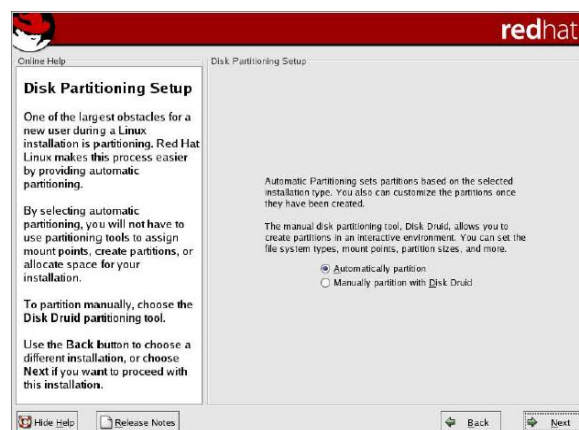 redhat
Online Help
Disk Partitioning Setup
Disk Partitioning Setup
One of the largest obstacles for a
new user during a Linux
installation is partitioning. Red Hat
Linux makes this process easier
by providing automatic
partitioning.
By selecting automatic
partitioning, you will not have to
use partitioning tools to assign
mount points, create partitions, or
allocate space for your
installation.
To partition manually, choose the
Disk Druid partitioning tool.
Use the Back button to choose a
different installation, or choose
Next if you want to proceed with
this installation.
Automatic Partitioning sets partitions based on the selected
installation type. You also can customize the partitions once
they have been created.
The manual disk partitioning tool, Disk Druid, allows you to
create partitions in an interactive environment. You can set the
file system types, mount points, partition sizes, and more.
Automatically partition
Manually partition with Disk Druid
Hide Help
Release Notes
Back
Next